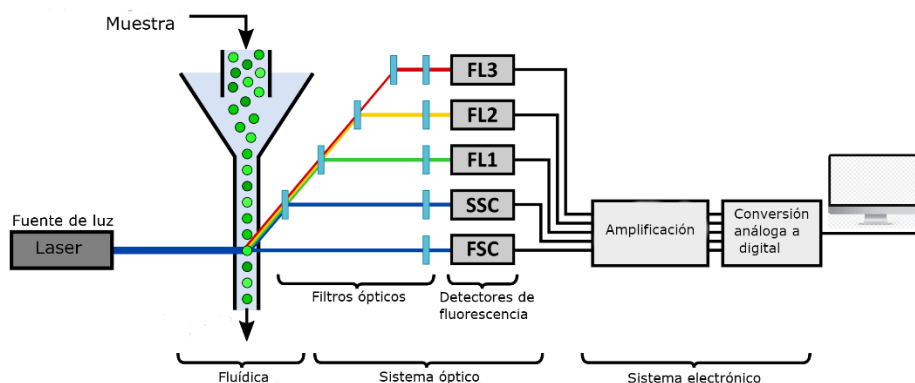 Muestra
FL3
FL2
FL1
SSC
FSC
Fuente de luz
Laser
Amplificación
Conversión
análoga a
digital
Filtros ópticos
Detectores de
fluorescencia
Fluídica
Sistema óptico
Sistema electrónico